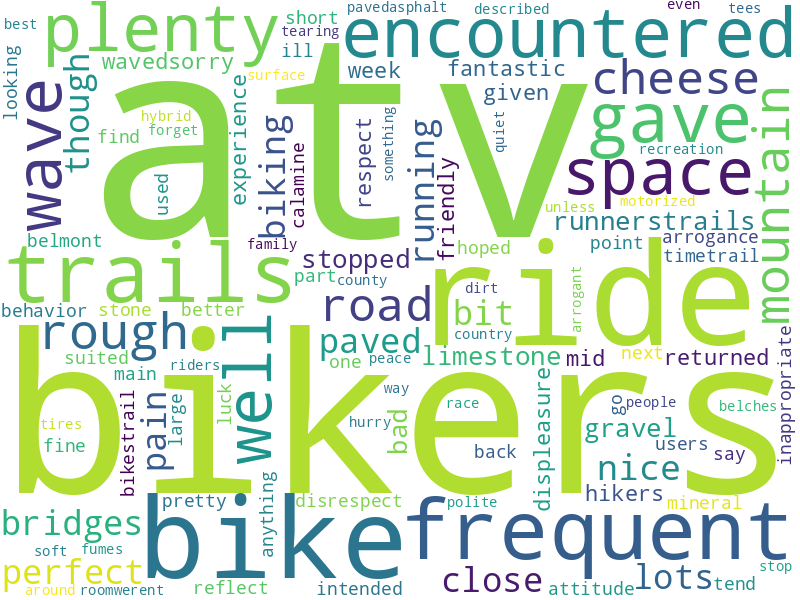 best
plenty
short
tearing
ill
pavedasphalt
described
even
tees
encountered
looking
though
wavedsorry
surface
week
fantastic
given
cheese
wave
atv
hybrid
forget
find
used
experience
biking
calamine
respect
something
running
friendly
quiet
gave
recreation
space
mountain
motorized
unless
runnerstrails
belmont
trails
family
stopped
hoped
point
arrogance
timetrail
part
county
behavior
stone
better
road
dirt
bit
ride
arrogant
rough
paved
country
limestone
mid
next
returned
suited
main
riders
well
luck
one
peace
bikers
tires
fine
bikestrail
pain
large
way
hurry
bad
race
back
displeasure
go
people
gravel
users
say
belches
inappropriate
nice
hikers
mineral
anything
pretty
disrespect
polite
bridges
bike
frequent
soft
fumes
perfect
around
roomwerent
reflect
intended
close
attitude
lots
tend
stop